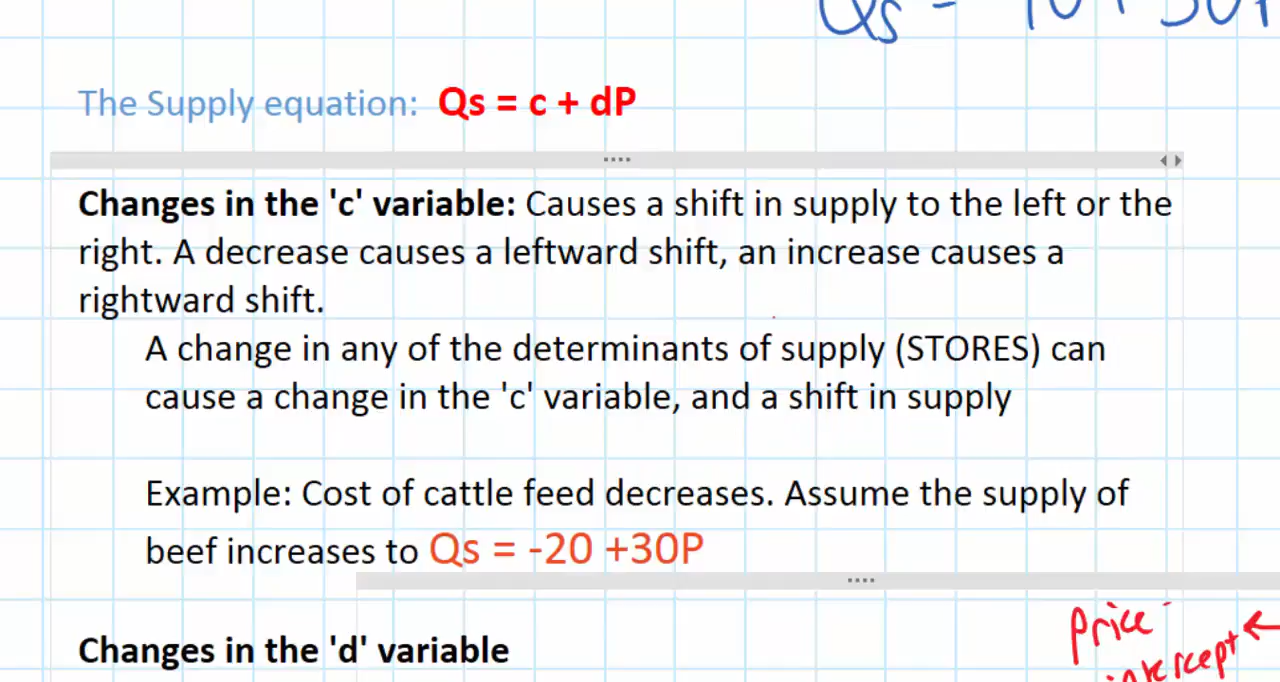 The Supply equation: Qs = c + dP
Changes in the 'c' variable: Causes a shift in supply to the left or the
right. A decrease causes a leftward shift, an increase causes a
rightward shift.
A change in any of the determinants of supply (STORES) can
cause a change in the 'c' variable, and a shift in supply
Example: Cost of cattle feed decreases. Assume the supply of
beef increases to Qs = -20 +30P
Price
intercept
Changes in the 'd' variable